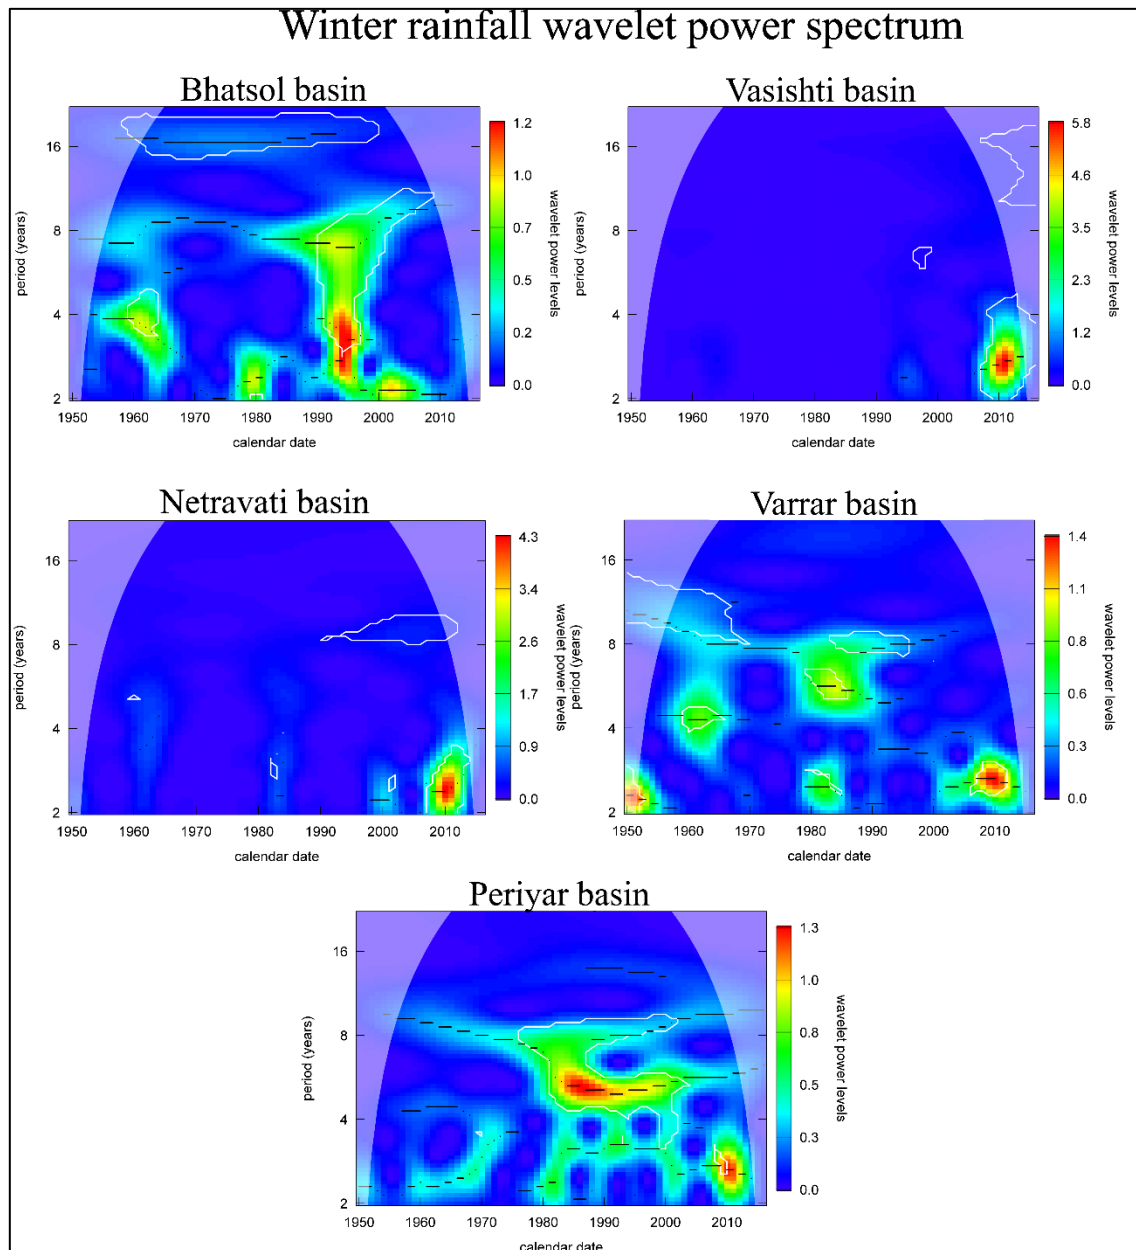 Winter rainfall wavelet power spectrum
Bhatsol basin
period (years)
16
8
4
2
1950 1960 1970 1980 1990 2000 2010
calendar date
1.2
1.0
0.7
0.5
0.2
0.0
wavelet power levels
Vasishti basin
period (years)
16
8
4
2
1950 1960 1970 1980 1990 2000 2010
calendar date
5.8
4.6
3.5
2.3
1.2
0.0
wavelet power levels
Netravati basin
period (years)
16
8
4
2
1950 1960 1970 1980 1990 2000 2010
calendar date
4.3
3.4
2.6
1.7
0.9
0.0
wavelet power levels
Varrar basin
period (years)
16
8
4
2
1950 1960 1970 1980 1990 2000 2010
calendar date
1.4
1.1
0.8
0.6
0.3
0.0
wavelet power levels
Periyar basin
period (years)
16
8
4
2
1950 1960 1970 1980 1990 2000 2010
calendar date
1.3
1.0
0.8
0.5
0.3
0.0
wavelet power levels